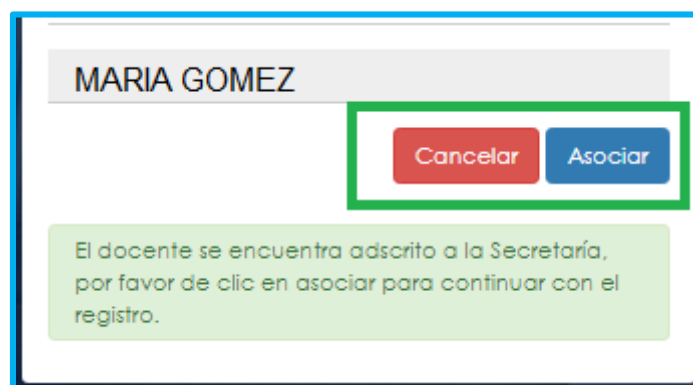 MARIA GOMEZ
Cancelar Asociar
El docente se encuentra adscrito a la Secretaría,
por favor de clic en asociar para continuar con el
registro.